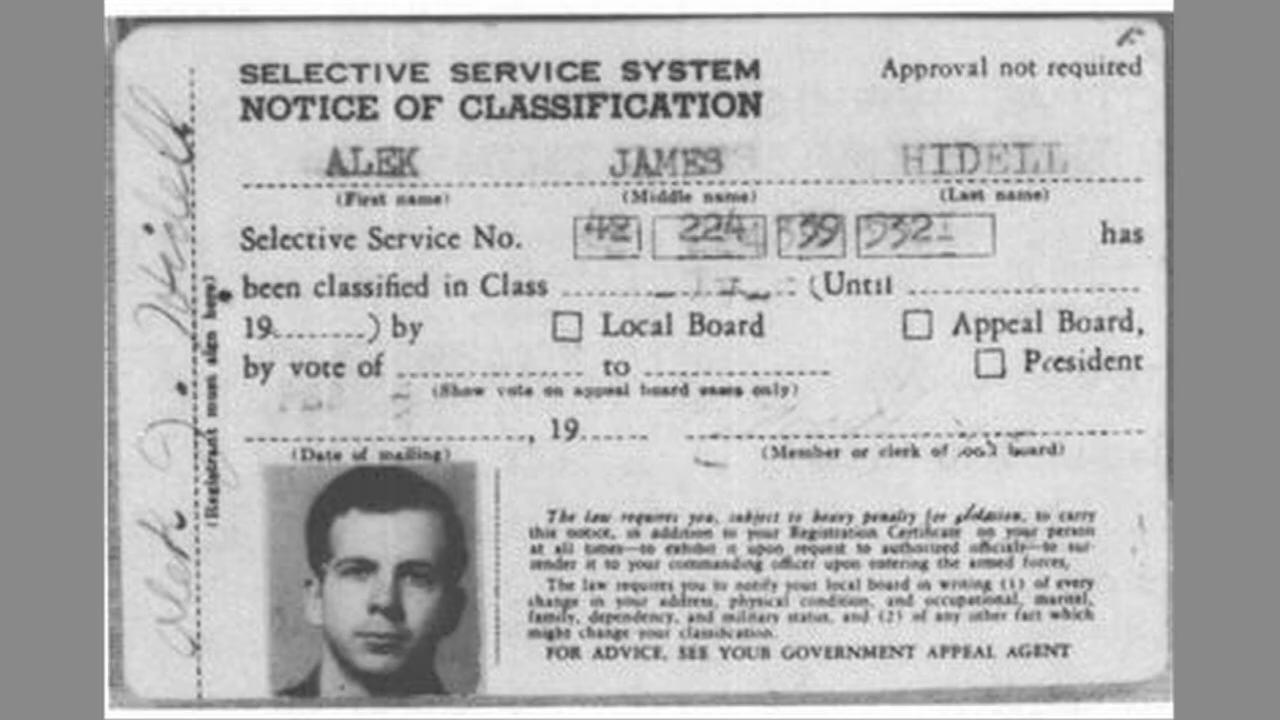 SELECTIVE SERVICE SYSTEM Approval not required
NOTICE OF CLASSIFICATION
ALEK JAMES HIDELL
(First name) (Middle name) (Last name)
Selective Service No. 42 224 39 5321 has
been classified in Class (Until
19 ) by Local Board Appeal Board,
by vote of to President
(Show vote on appeal board cases only)
, 19
(Date of mailing) (Member or clerk of local board)
The law requires you, subject to heavy penalty for violation, to carry
this notice, in addition to your Registration Certificate on your person
at all times—to exhibit it upon request to authorized officials—to sur-
render it to your commanding officer upon entering the armed forces,
The law requires you to notify your local board in writing (1) of every
change in your address, physical condition, and occupational, marital,
family, dependency, and military status, and (2) of any other fact which
might change your classification.
FOR ADVICE, SEE YOUR GOVERNMENT APPEAL AGENT
(Registrant must sign here)
Alek J. Hidell